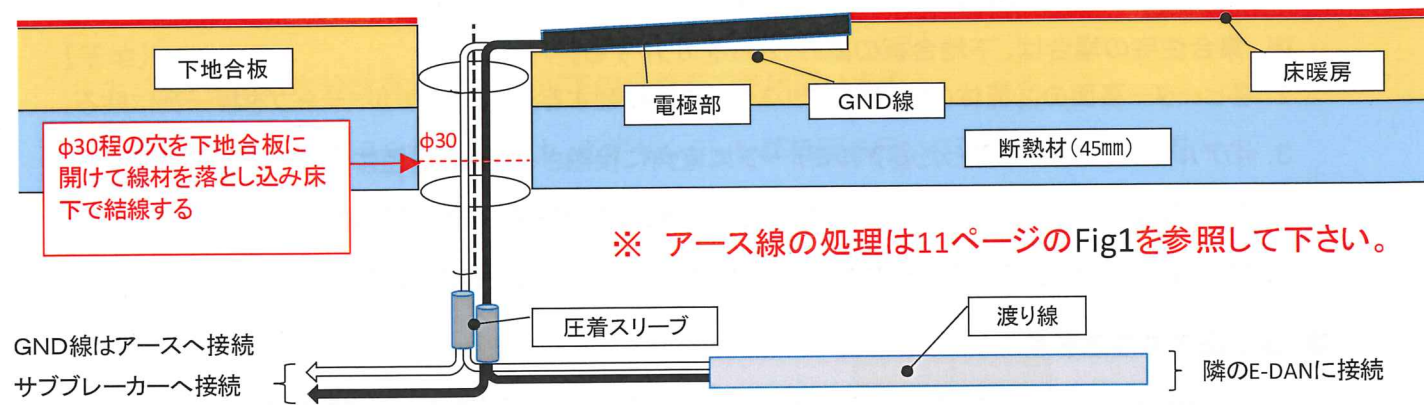 下地合板
床暖房
電極部
GND線
φ30程の穴を下地合板に
開けて線材を落とし込み床
下で結線する
φ30
断熱材(45㎜)
※ アース線の処理は11ページのFig1を参照して下さい。
圧着スリーブ
渡り線
GND線はアースへ接続
サブブレーカーへ接続
隣のE-DANに接続